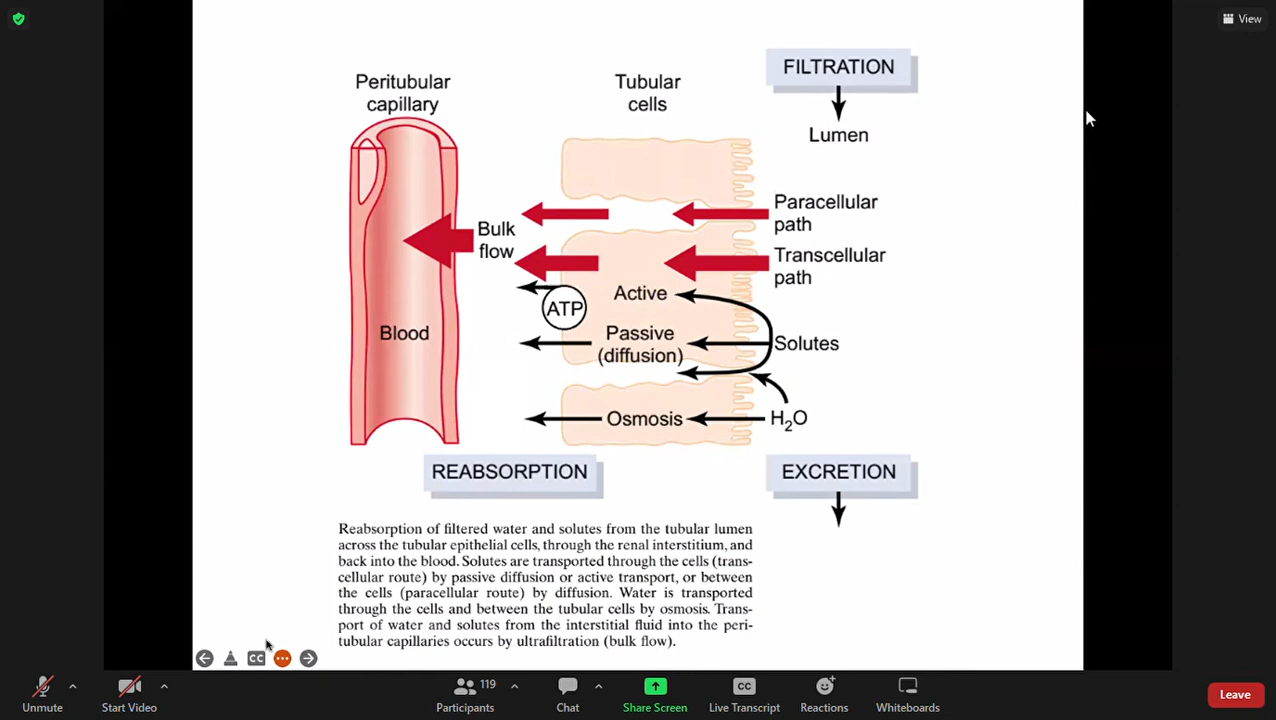 View
FILTRATION
Peritubular
capillary
Tubular
cells
Lumen
Paracellular
path
Bulk
flow
Transcellular
path
Active
ATP
Blood
Passive
(diffusion)
Solutes
Osmosis
H₂O
REABSORPTION
EXCRETION
Reabsorption of filtered water and solutes from the tubular lumen
across the tubular epithelial cells, through the renal interstitium, and
back into the blood. Solutes are transported through the cells (trans-
cellular route) by passive diffusion or active transport, or between
the cells (paracellular route) by diffusion. Water is transported
through the cells and between the tubular cells by osmosis. Trans-
port of water and solutes from the interstitial fluid into the peri-
tubular capillaries occurs by ultrafiltration (bulk flow).
CC
Unmute
Start Video
119
Participants
Chat
Share Screen
CC
Live Transcript
Reactions
Whiteboards
Leave